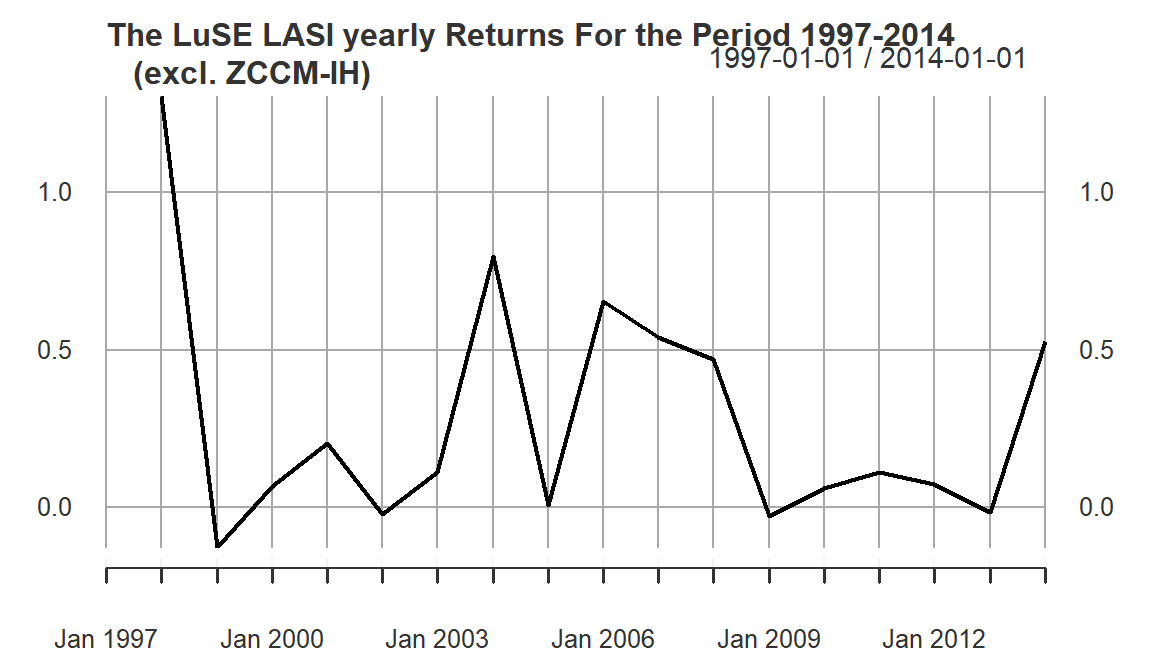 The LuSE LASI yearly Returns For the Period 1997-2014
(excl. ZCCM-IH)
1997-01-01 / 2014-01-01
1.0
1.0
0.5
0.5
0.0
0.0
Jan 1997 Jan 2000 Jan 2003 Jan 2006 Jan 2009 Jan 2012